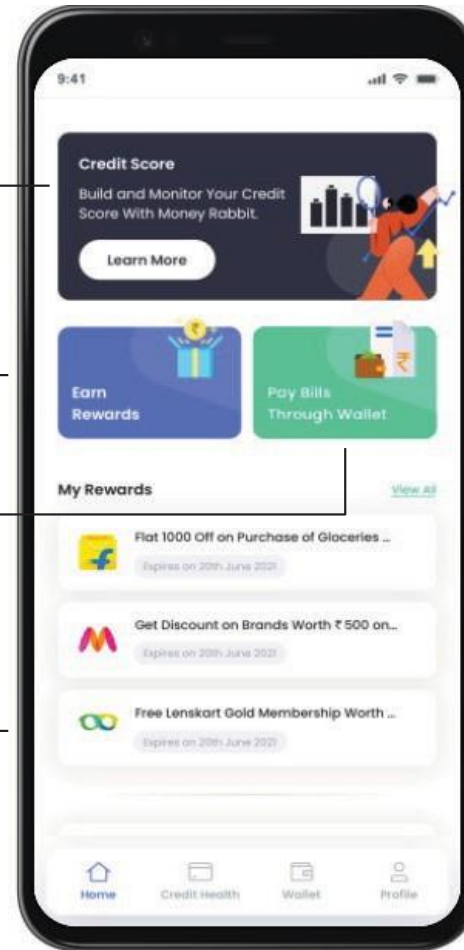 9:41
Credit Score
Build and Monitor Your Credit
Score With Money Rabbit.
Learn More
Earn
Rewards
Pay Bills
Through Wallet
My Rewards
View All
Flat 1000 Off on Purchase of Gloceries ...
Expires on 20th June 2021
Get Discount on Brands Worth ₹ 500 on...
Expires on 20th June 2021
Free Lenskart Gold Membership Worth ...
Expires on 20th June 2021
Home
Credit Health
Wallet
Profile